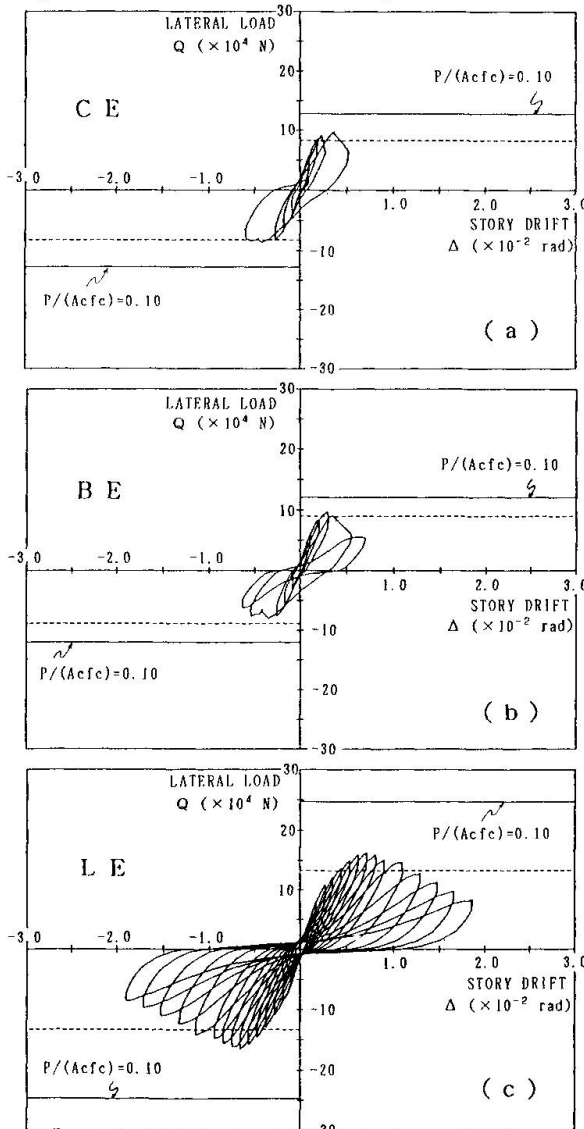 30
LATERAL LOAD
Q (×10⁴ N)
20
P/(Acfc)=0.10
C E
10
-3.0
-2.0
-1.0
1.0
2.0
3.0
STORY DRIFT
Δ (×10⁻² rad)
-10
P/(Acfc)=0.10
-20
( a )
-30
30
LATERAL LOAD
Q (×10⁴ N)
20
P/(Acfc)=0.10
B E
10
-3.0
-2.0
-1.0
1.0
2.0
3.0
STORY DRIFT
Δ (×10⁻² rad)
-10
P/(Acfc)=0.10
-20
( b )
-30
30
LATERAL LOAD
Q (×10⁴ N)
20
P/(Acfc)=0.10
L E
10
-3.0
-2.0
-1.0
1.0
2.0
3.0
STORY DRIFT
Δ (×10⁻² rad)
-10
P/(Acfc)=0.10
-20
( c )
-30